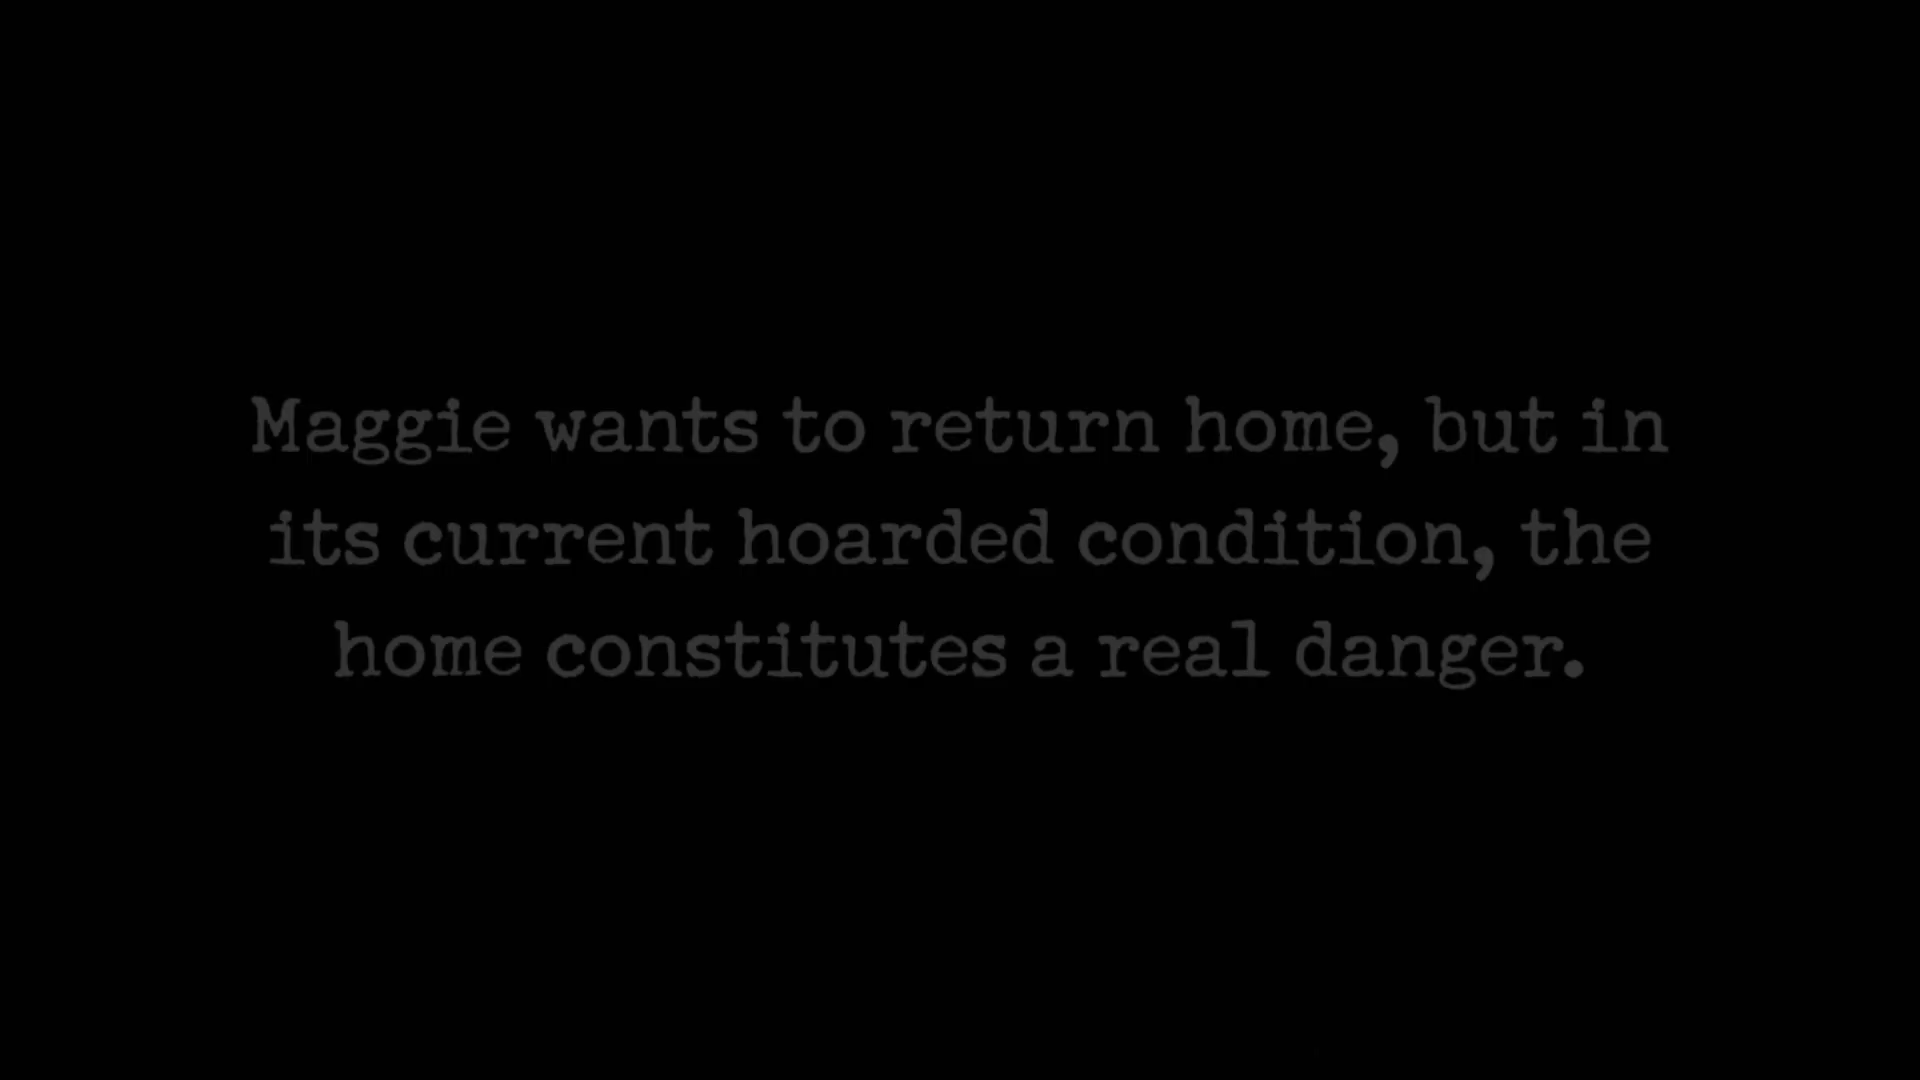 Maggie wants to return home, but in
its current hoarded condition, the
home constitutes a real danger.